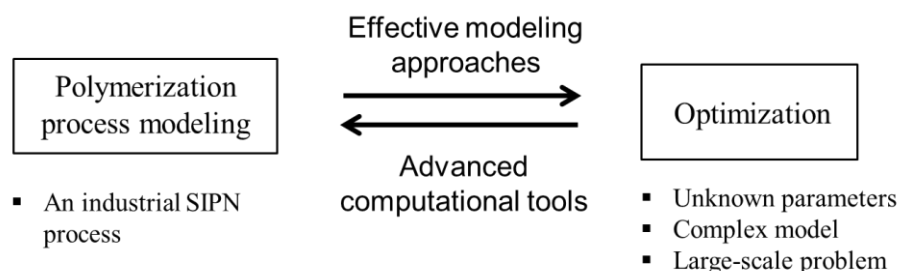 Effective modeling
approaches
Polymerization
process modeling
Optimization
Advanced
computational tools
▪ An industrial SIPN
process
▪ Unknown parameters
▪ Complex model
▪ Large-scale problem